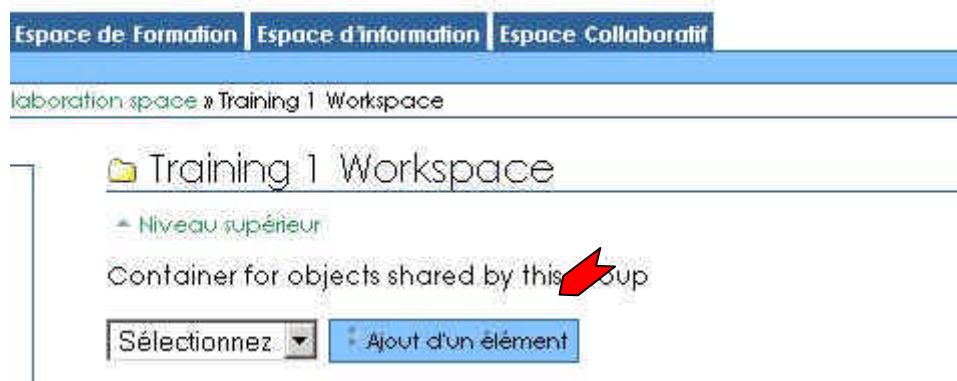 Espace de Formation Espace d'Information Espace Collaboratif
laboration space » Training 1 Workspace
Training 1 Workspace
Niveau supérieur
Container for objects shared by this oup
Sélectionnez Ajout d'un élément